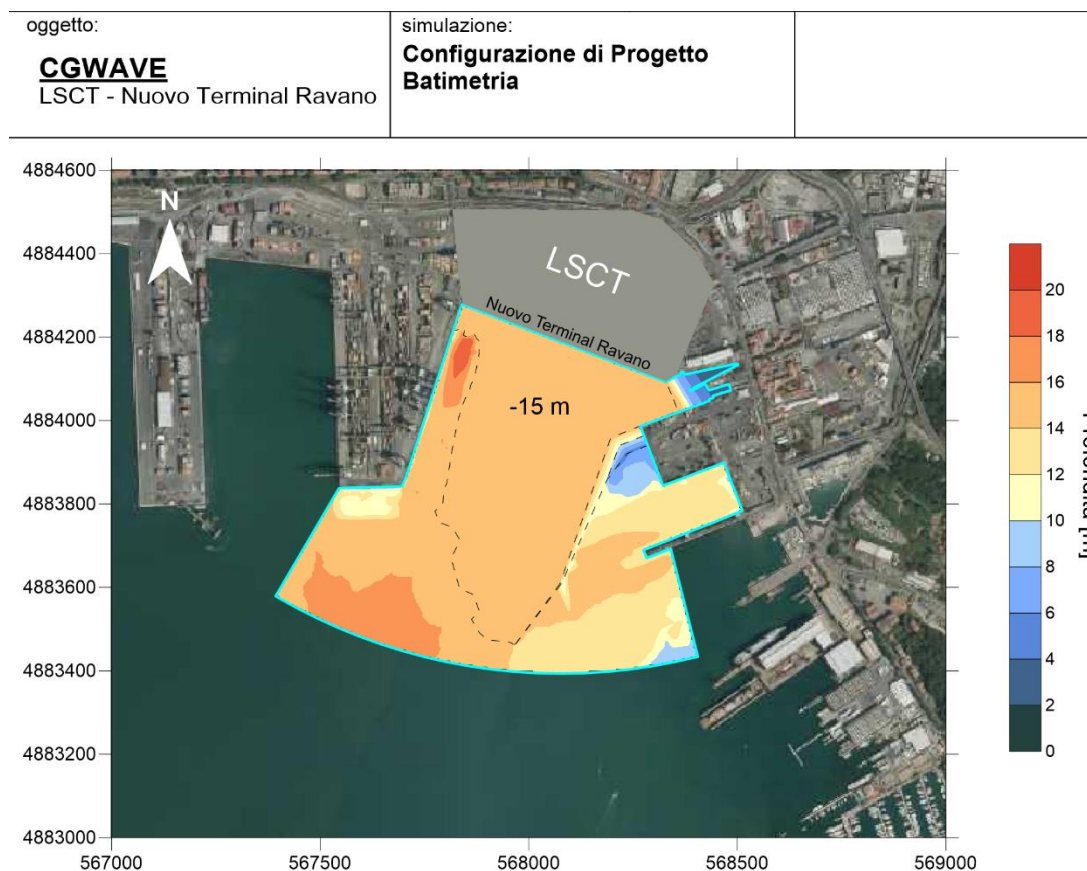 oggetto:
CGWAVE
LSCT - Nuovo Terminal Ravano
simulazione:
Configurazione di Progetto
Batimetria
4884600
4884400
4884200
4884000
4883800
4883600
4883400
4883200
4883000
567000
567500
568000
568500
569000
N
LSCT
Nuovo Terminal Ravano
-15 m
20
18
16
14
12
10
8
6
4
2
0